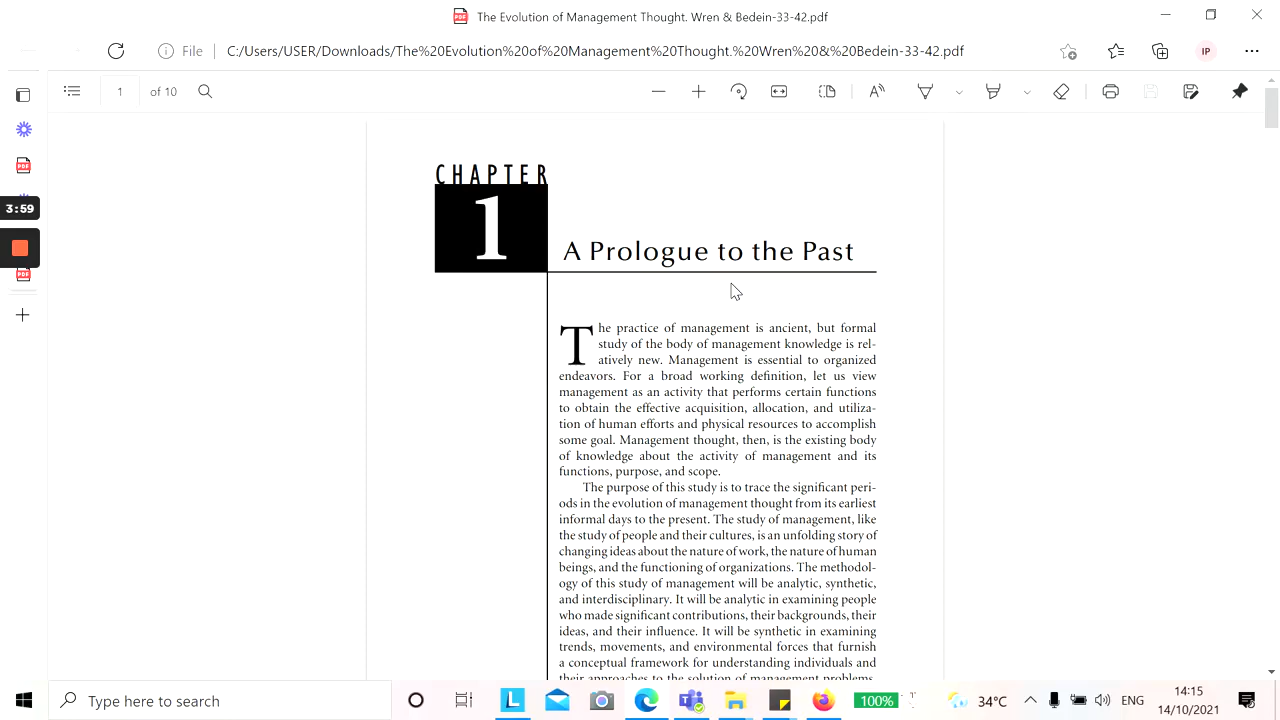 The Evolution of Management Thought. Wren & Bedein-33-42.pdf
File
C:/Users/USER/Downloads/The%20Evolution%20of%20Management%20Thought.%20Wren%20&%20Bedein-33-42.pdf
IP
1 of 10
3:59
CHAPTER
1
A Prologue to the Past
The practice of management is ancient, but formal
study of the body of management knowledge is rel-
atively new. Management is essential to organized
endeavors. For a broad working definition, let us view
management as an activity that performs certain functions
to obtain the effective acquisition, allocation, and utiliza-
tion of human efforts and physical resources to accomplish
some goal. Management thought, then, is the existing body
of knowledge about the activity of management and its
functions, purpose, and scope.
The purpose of this study is to trace the significant peri-
ods in the evolution of management thought from its earliest
informal days to the present. The study of management, like
the study of people and their cultures, is an unfolding story of
changing ideas about the nature of work, the nature of human
beings, and the functioning of organizations. The methodol-
ogy of this study of management will be analytic, synthetic,
and interdisciplinary. It will be analytic in examining people
who made significant contributions, their backgrounds, their
ideas, and their influence. It will be synthetic in examining
trends, movements, and environmental forces that furnish
a conceptual framework for understanding individuals and
their approaches to the solution of management problems.
Type here to search
100%
34°C
ENG
14:15
14/10/2021